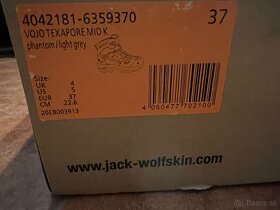 4042181-6359370 37
VOJO TEXAPORE MID K
phantom / light grey
Size:
UK 4
US 5
EUR 37
CM 22.6
20EB003913
4 060477 702100
www.jack-wolfskin.com
Bazos.sk